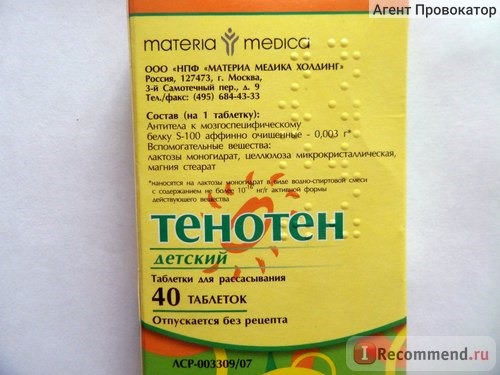 Агент Провокатор
materia medica
ООО «НПФ «МАТЕРИА МЕДИКА ХОЛДИНГ»
Россия, 127473, г. Москва,
3-й Самотечный пер., д. 9
Тел./факс: (495) 684-43-33
Состав (на 1 таблетку):
Антитела к мозгоспецифическому
белку S-100 аффинно очищенные - 0,003 г*
Вспомогательные вещества:
лактозы моногидрат, целлюлоза микрокристаллическая,
магния стеарат
*наносятся на лактозы моногидрат в виде водно-спиртовой смеси
с содержанием не более 10⁻¹⁶ нг/г активной формы
действующего вещества
ТЕНОТЕН
детский
Таблетки для рассасывания
40 ТАБЛЕТОК
Отпускается без рецепта
ЛСР-003309/07
iRecommend.ru